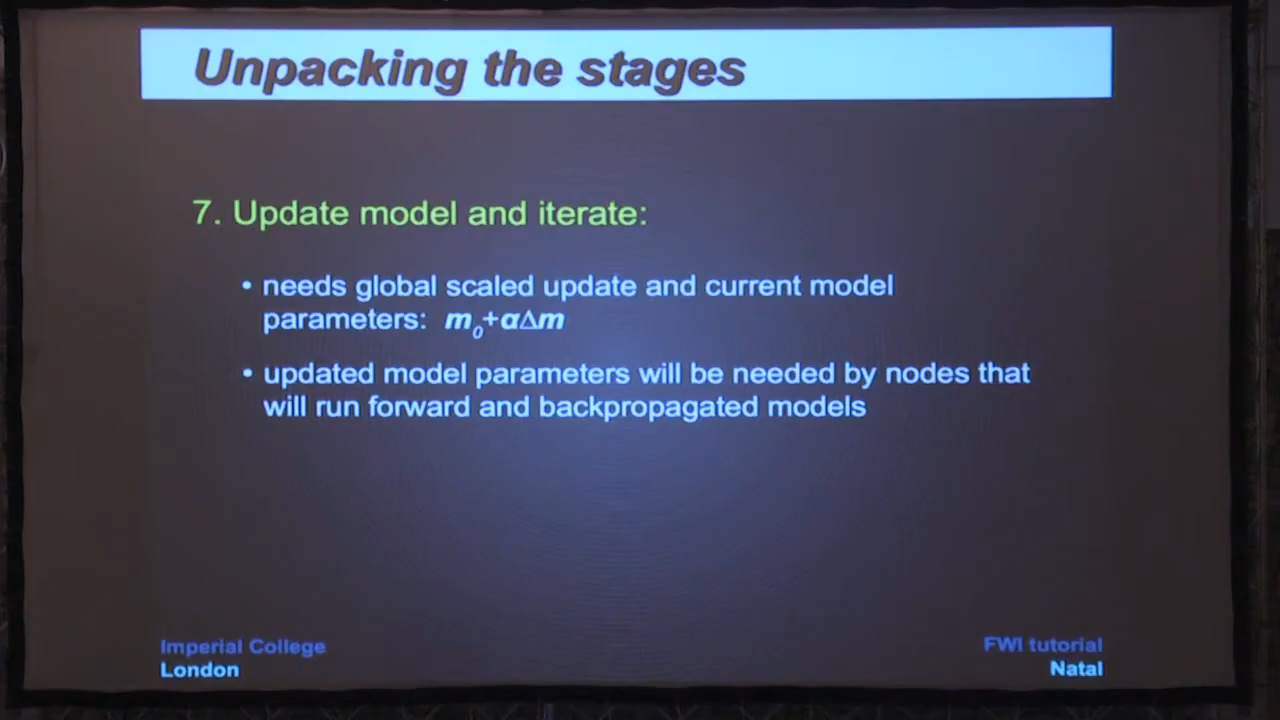 Unpacking the stages
7. Update model and iterate:
• needs global scaled update and current model
parameters: m₀+αΔm
• updated model parameters will be needed by nodes that
will run forward and backpropagated models
Imperial College
London
FWI tutorial
Natal